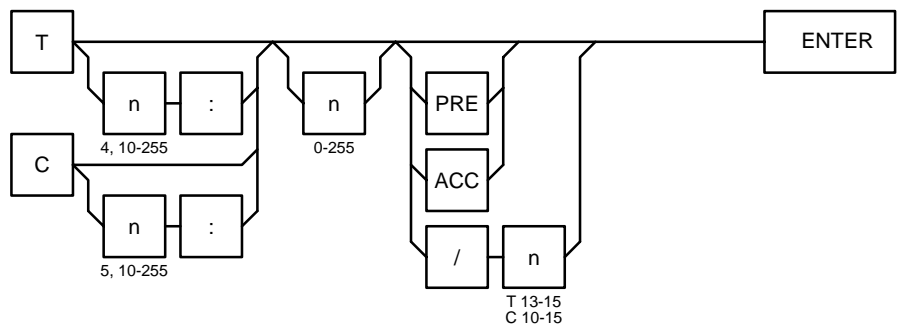 T
ENTER
n
:
n
PRE
4, 10-255
0-255
C
ACC
n
:
5, 10-255
/
n
T 13-15
C 10-15